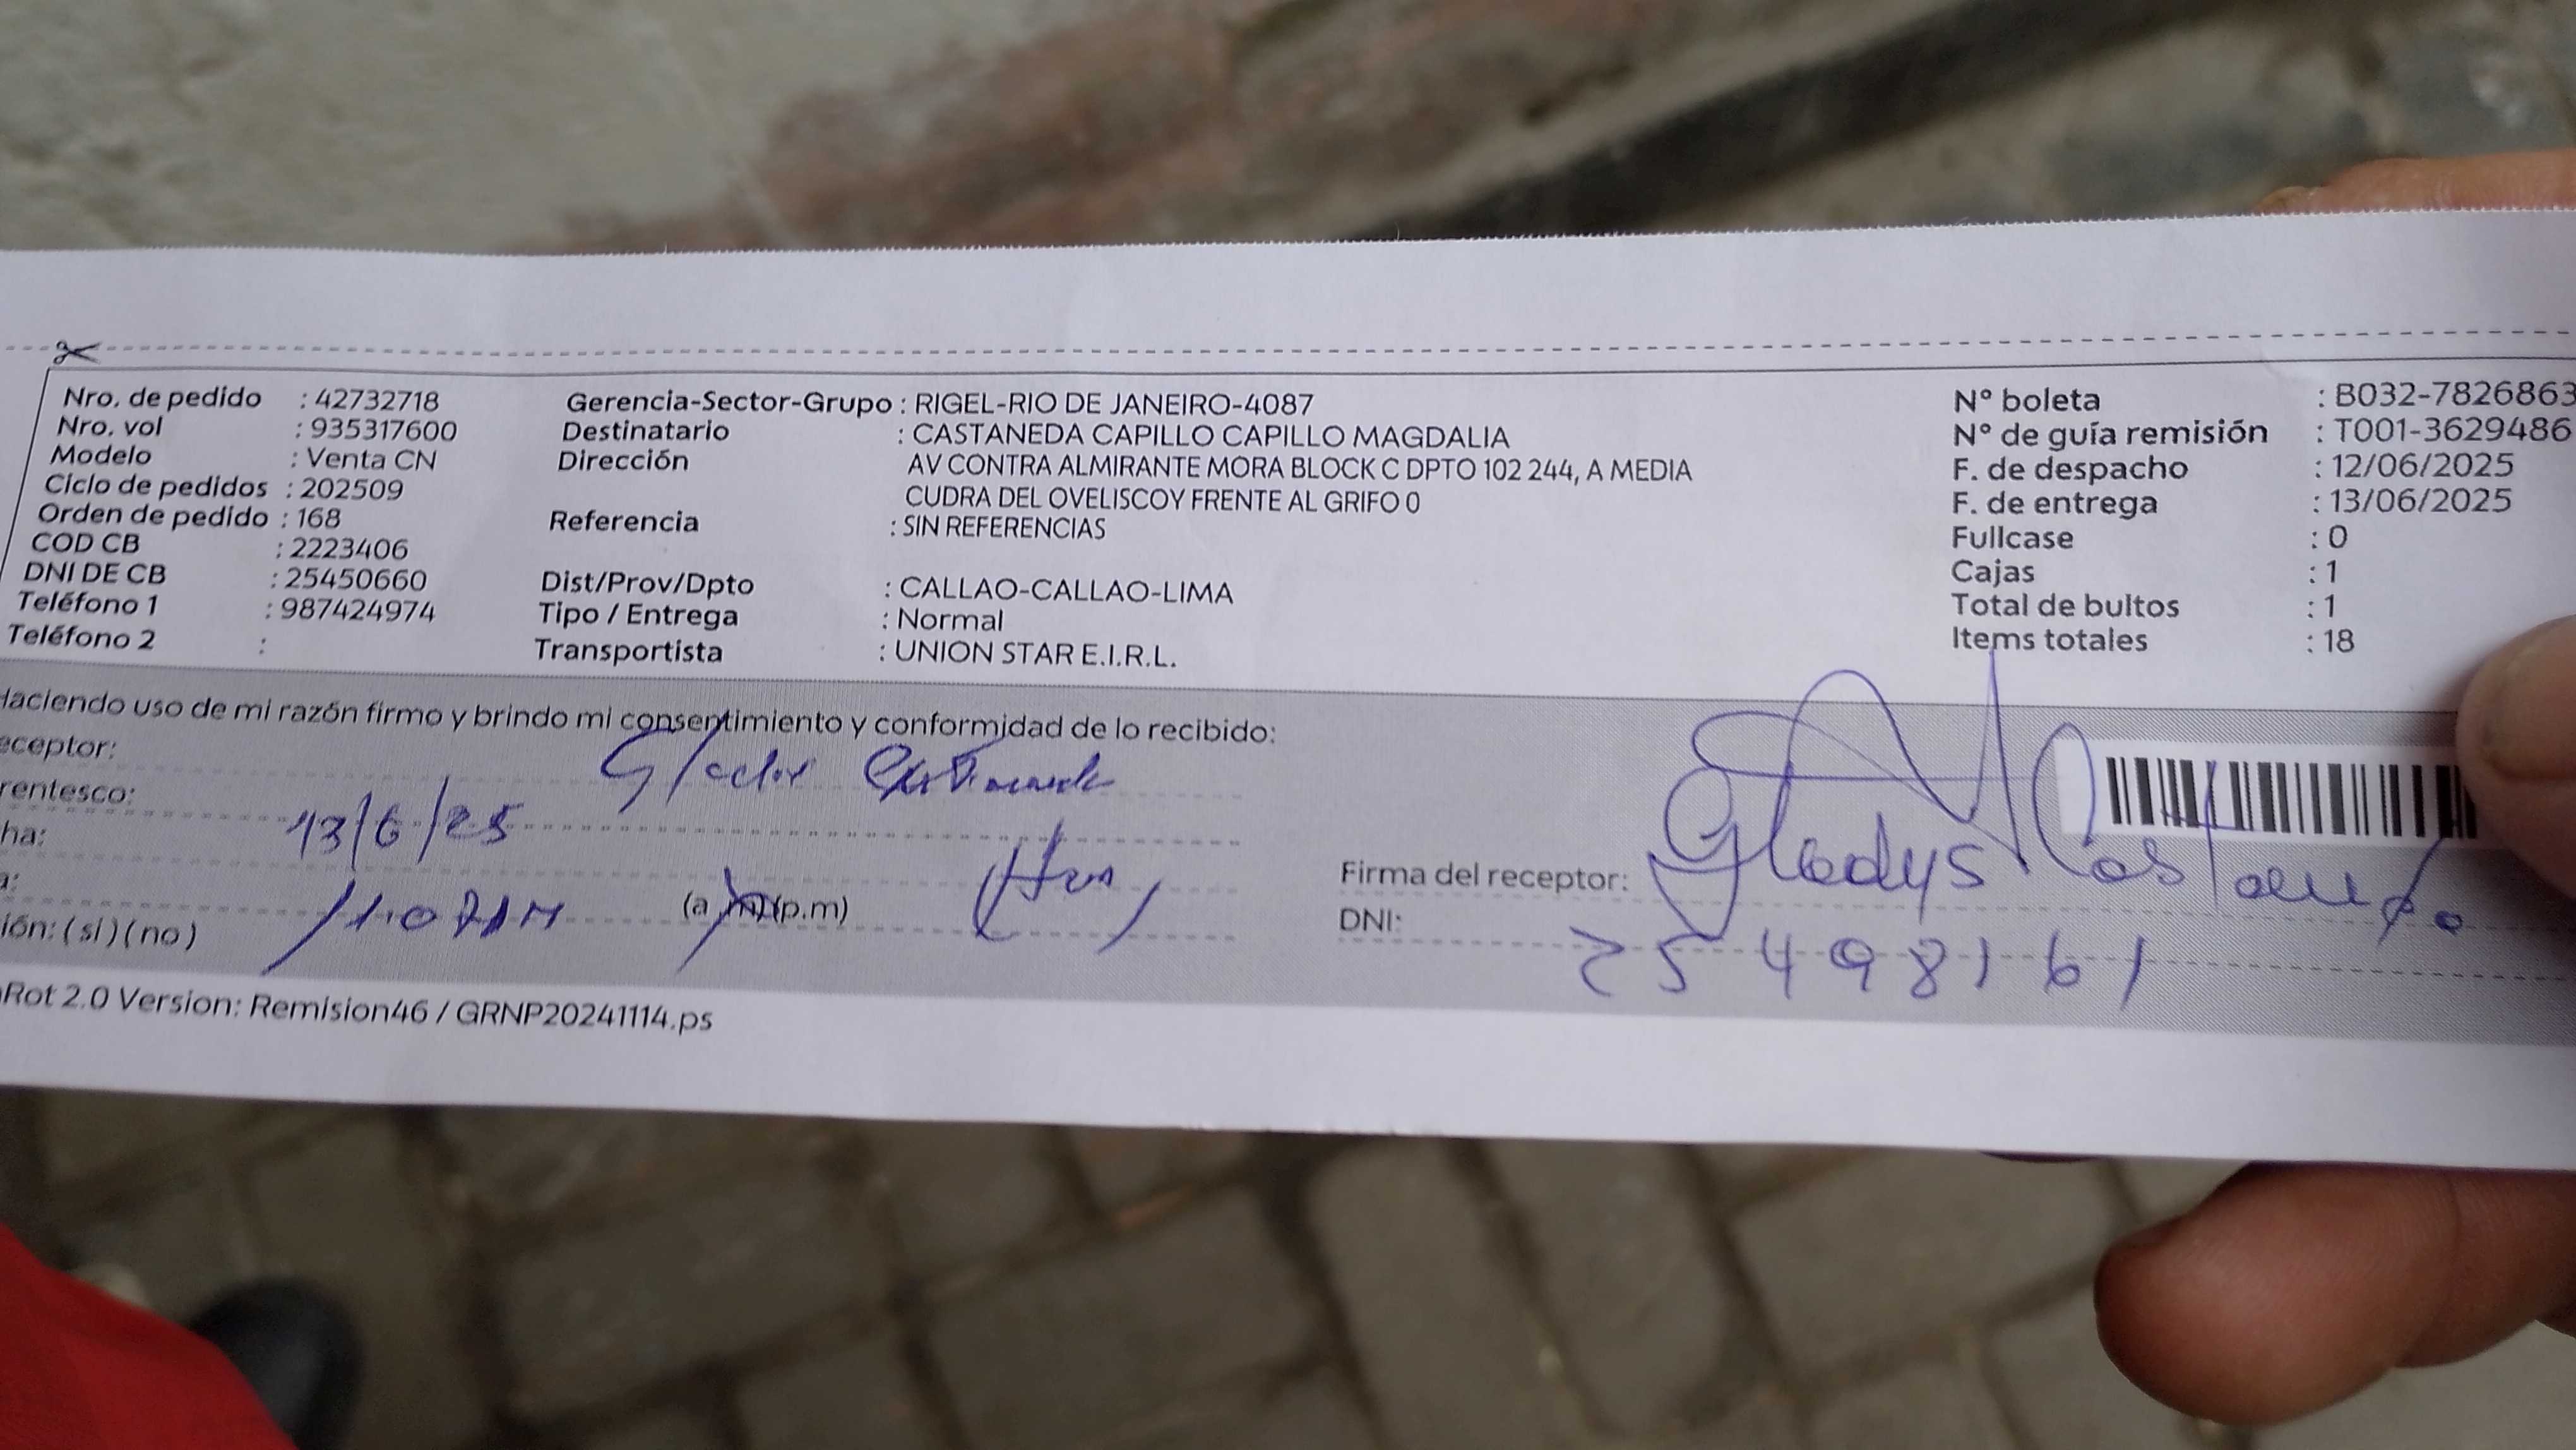 Nro. de pedido : 42732718
Nro. vol : 935317600
Modelo : Venta CN
Ciclo de pedidos : 202509
Orden de pedido : 168
COD CB : 2223406
DNI DE CB : 25450660
Teléfono 1 : 987424974
Teléfono 2 :
Gerencia-Sector-Grupo : RIGEL-RIO DE JANEIRO-4087
Destinatario : CASTANEDA CAPILLO CAPILLO MAGDALIA
Dirección AV CONTRA ALMIRANTE MORA BLOCK C DPTO 102 244, A MEDIA
CUDRA DEL OVELISCOY FRENTE AL GRIFO 0
Referencia : SIN REFERENCIAS
Dist/Prov/Dpto : CALLAO-CALLAO-LIMA
Tipo / Entrega : Normal
Transportista : UNION STAR E.I.R.L.
N° boleta : B032-7826863
N° de guía remisión : T001-3629486
F. de despacho : 12/06/2025
F. de entrega : 13/06/2025
Fullcase : 0
Cajas : 1
Total de bultos : 1
Items totales : 18
Haciendo uso de mi razón firmo y brindo mi consentimiento y conformidad de lo recibido:
eceptor:
rentesco:
ha: 13/6/25
a: (a.m)(p.m)
ión: ( sí ) ( no )
Firma del receptor: Gladys
DNI: 25498161
Rot 2.0 Version: Remision46 / GRNP20241114.ps